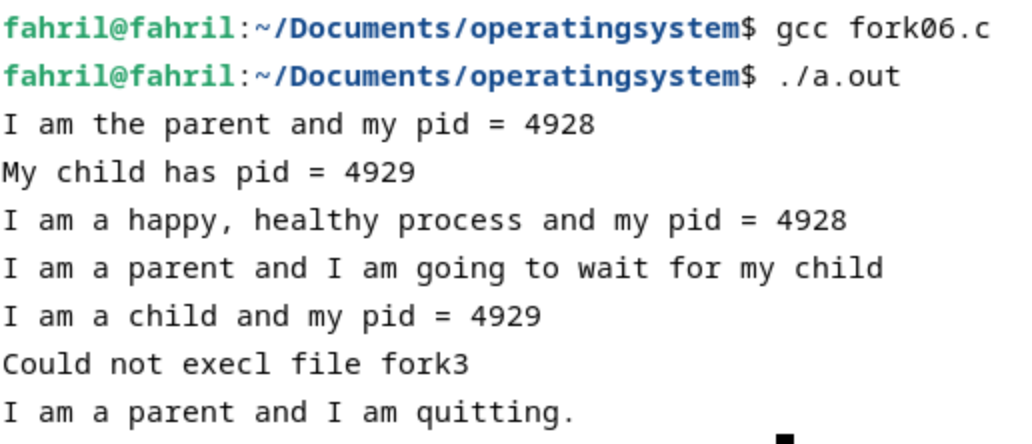 fahril@fahril:~/Documents/operatingsystem$ gcc fork06.c
fahril@fahril:~/Documents/operatingsystem$ ./a.out
I am the parent and my pid = 4928
My child has pid = 4929
I am a happy, healthy process and my pid = 4928
I am a parent and I am going to wait for my child
I am a child and my pid = 4929
Could not execl file fork3
I am a parent and I am quitting.